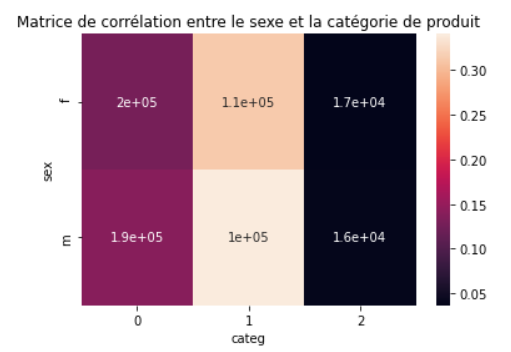 Matrice de corrélation entre le sexe et la catégorie de produit
f
2e+05 1.1e+05 1.7e+04
m
1.9e+05 1e+05 1.6e+04
sex
0 1 2
categ
0.30
0.25
0.20
0.15
0.10
0.05